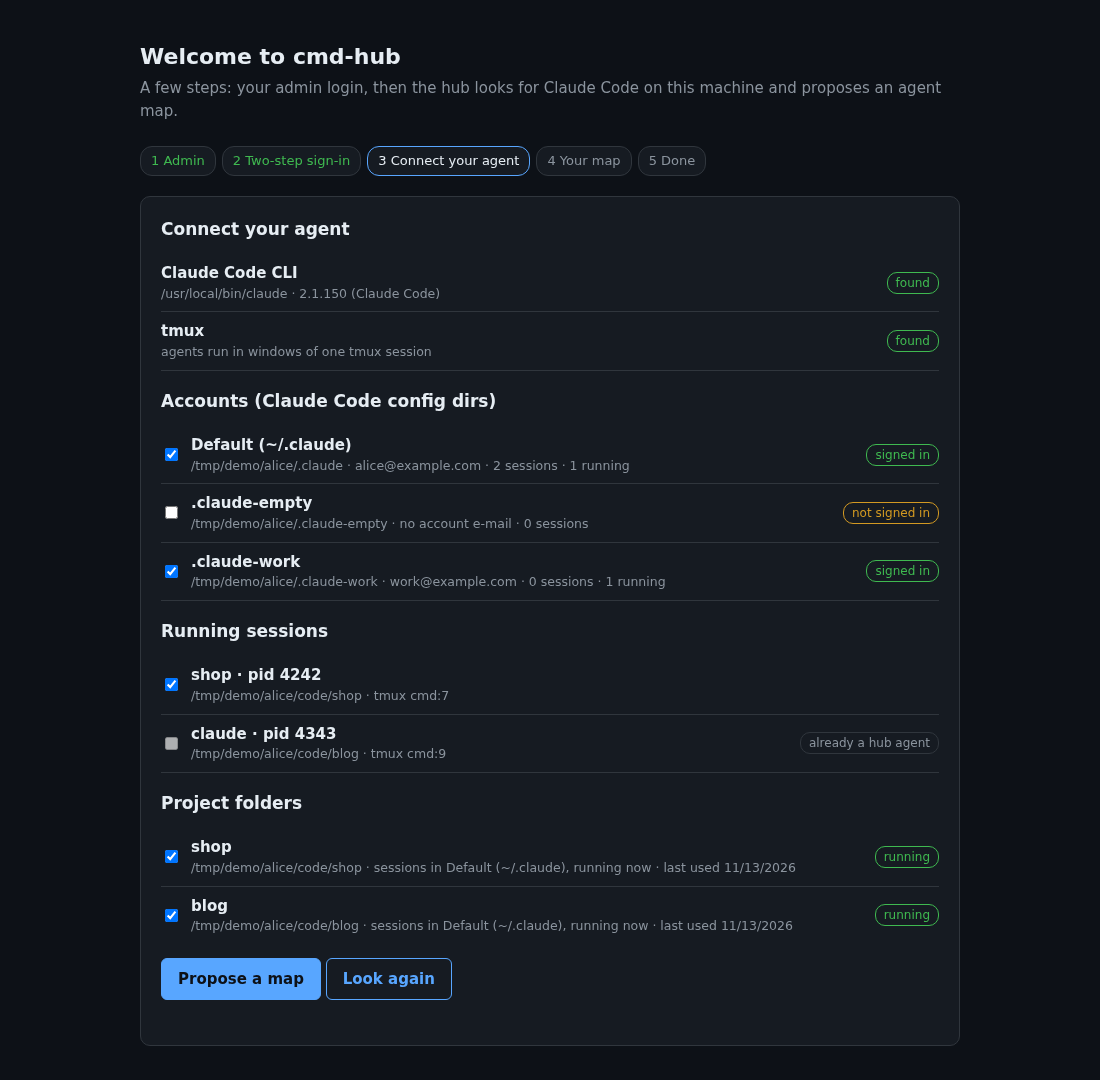 Welcome to cmd-hub
A few steps: your admin login, then the hub looks for Claude Code on this machine and proposes an agent
map.
1 Admin
2 Two-step sign-in
3 Connect your agent
4 Your map
5 Done
Connect your agent
Claude Code CLI
/usr/local/bin/claude · 2.1.150 (Claude Code)
found
tmux
agents run in windows of one tmux session
found
Accounts (Claude Code config dirs)
Default (~/.claude)
/tmp/demo/alice/.claude · alice@example.com · 2 sessions · 1 running
signed in
.claude-empty
/tmp/demo/alice/.claude-empty · no account e-mail · 0 sessions
not signed in
.claude-work
/tmp/demo/alice/.claude-work · work@example.com · 0 sessions · 1 running
signed in
Running sessions
shop · pid 4242
/tmp/demo/alice/code/shop · tmux cmd:7
claude · pid 4343
/tmp/demo/alice/code/blog · tmux cmd:9
already a hub agent
Project folders
shop
/tmp/demo/alice/code/shop · sessions in Default (~/.claude), running now · last used 11/13/2026
running
blog
/tmp/demo/alice/code/blog · sessions in Default (~/.claude), running now · last used 11/13/2026
running
Propose a map
Look again